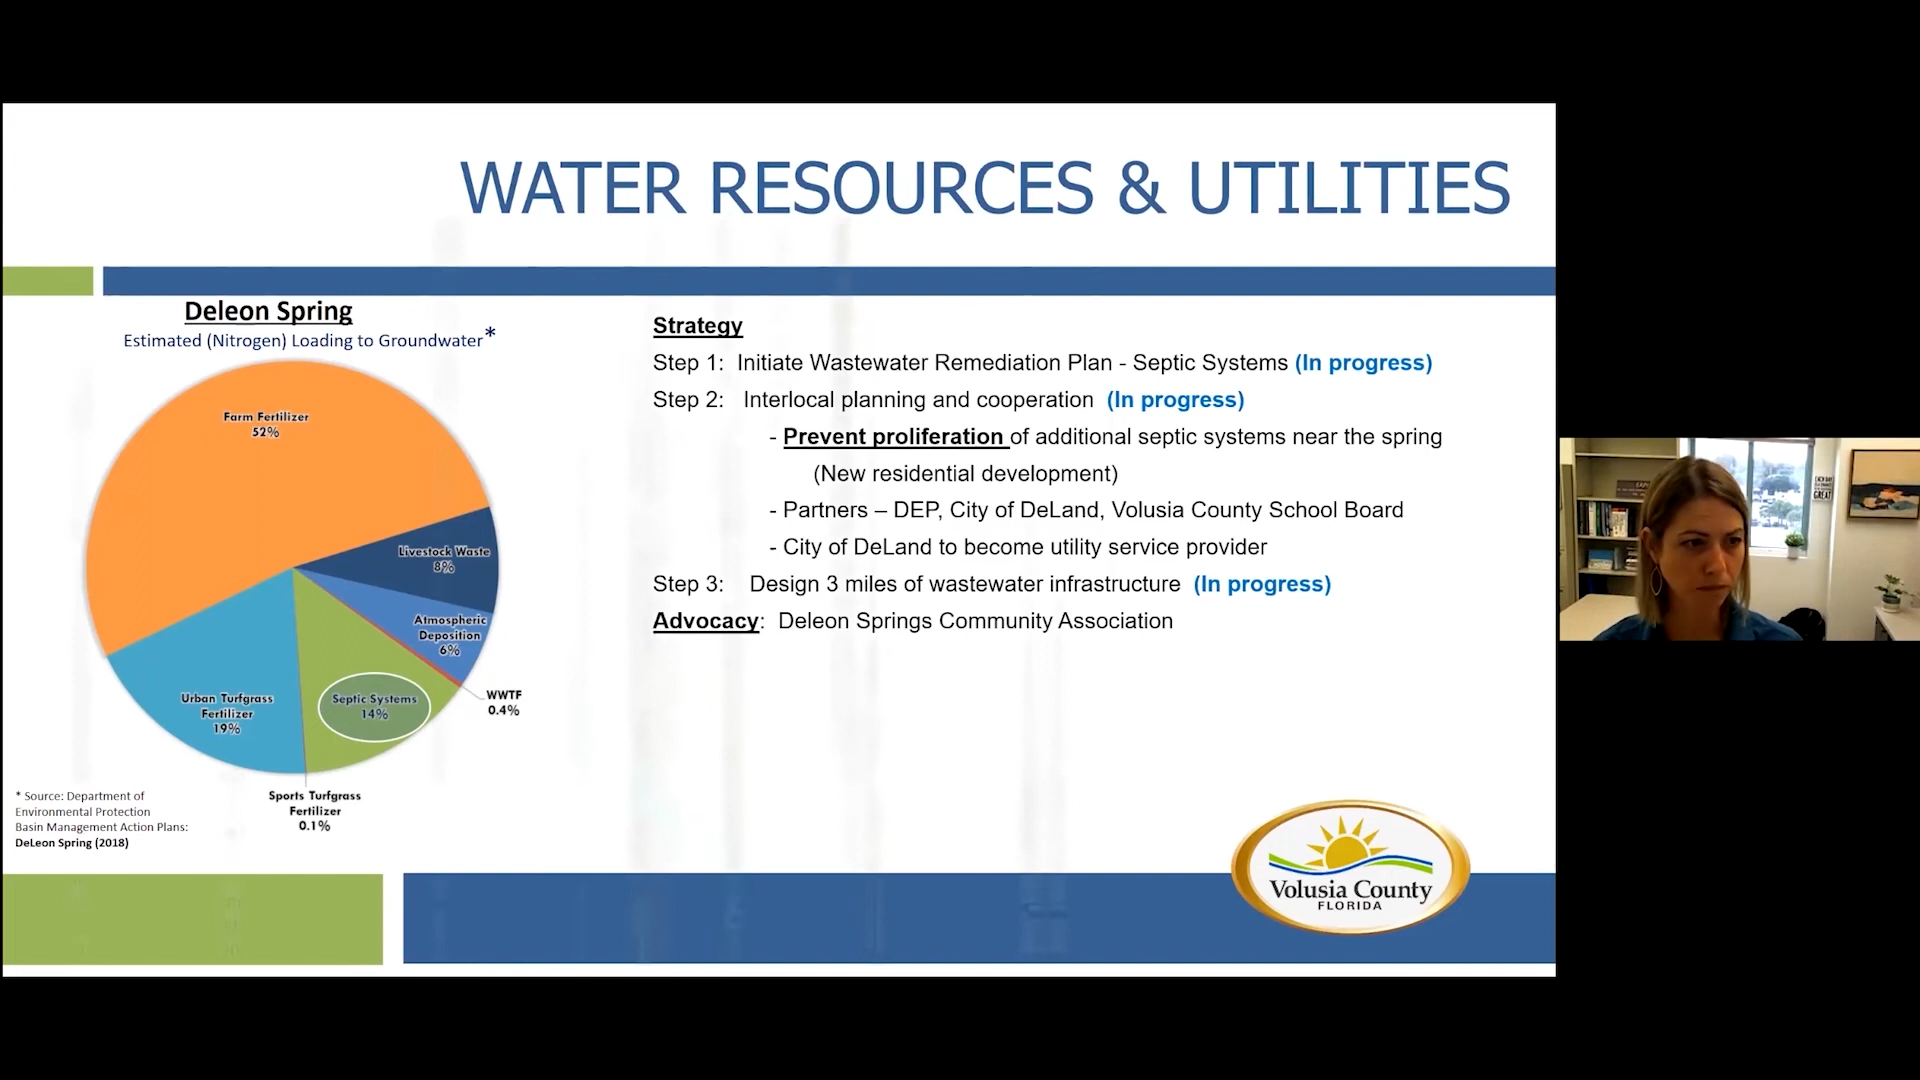 WATER RESOURCES & UTILITIES
Deleon Spring
Estimated (Nitrogen) Loading to Groundwater*
Farm Fertilizer
52%
Livestock Waste
8%
Atmospheric
Deposition
6%
WWTF
0.4%
Septic Systems
14%
Urban Turfgrass
Fertilizer
19%
Sports Turfgrass
Fertilizer
0.1%
* Source: Department of
Environmental Protection
Basin Management Action Plans:
DeLeon Spring (2018)
Strategy
Step 1: Initiate Wastewater Remediation Plan - Septic Systems (In progress)
Step 2: Interlocal planning and cooperation (In progress)
- Prevent proliferation of additional septic systems near the spring
(New residential development)
- Partners – DEP, City of DeLand, Volusia County School Board
- City of DeLand to become utility service provider
Step 3: Design 3 miles of wastewater infrastructure (In progress)
Advocacy: Deleon Springs Community Association
Volusia County
FLORIDA
GREAT